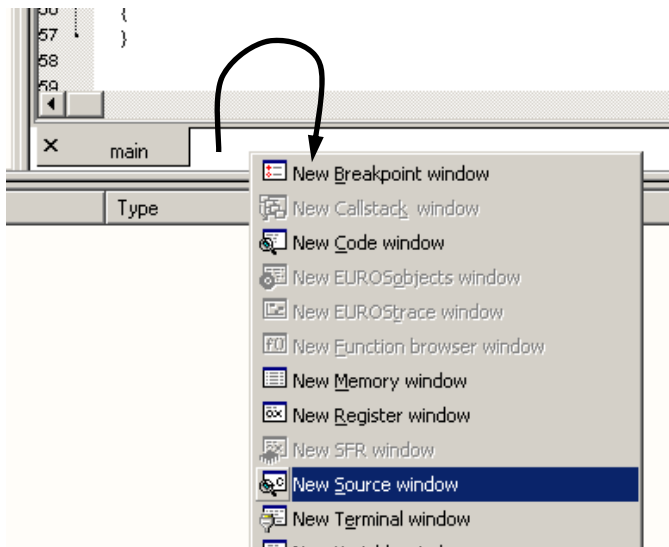 {
57 }
58
59
main
Type
New Breakpoint window
New Callstack window
New Code window
New EUROSobjects window
New EUROStrace window
New Function browser window
New Memory window
New Register window
New SFR window
New Source window
New Terminal window